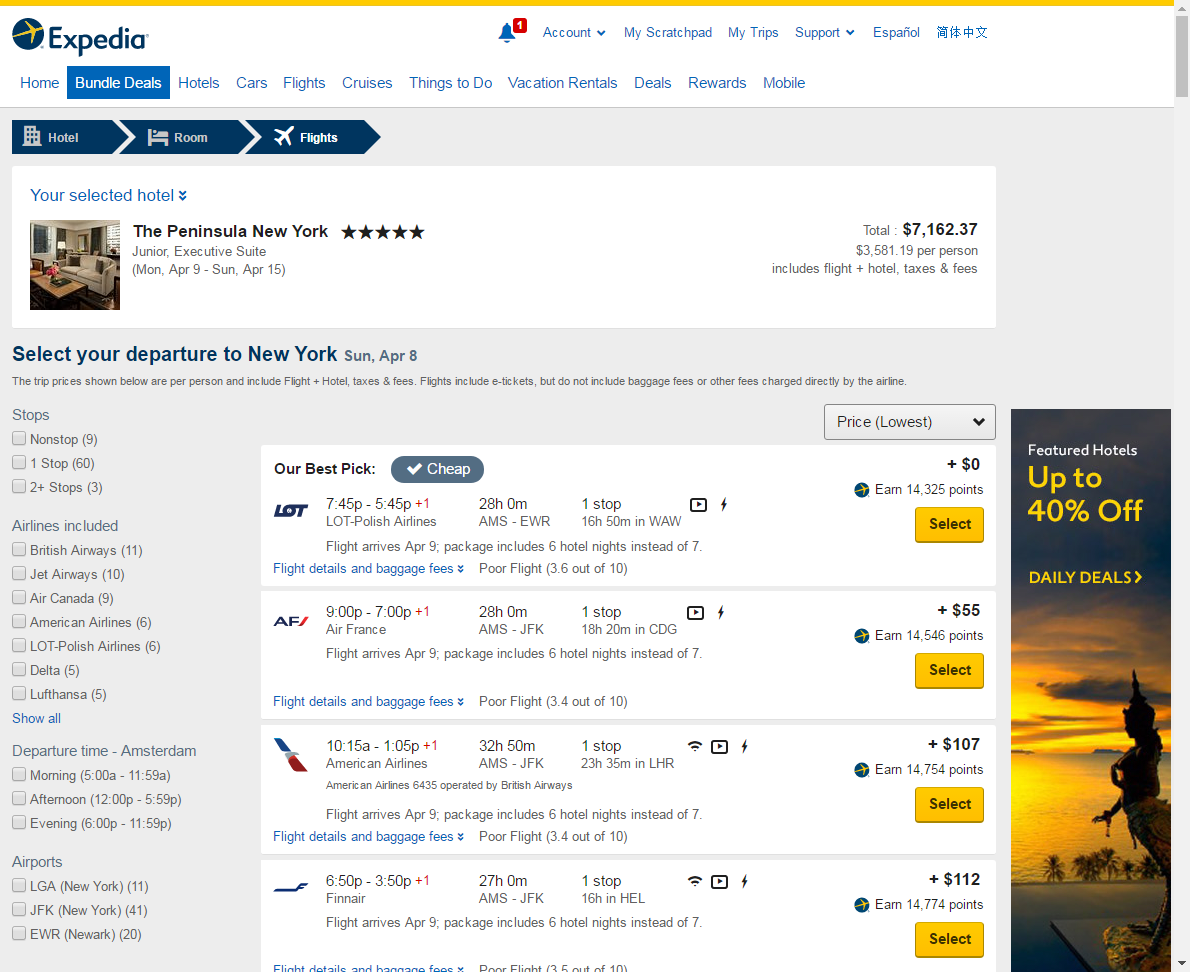 Expedia
1
Account
My Scratchpad
My Trips
Support
Español
简体中文
Home
Bundle Deals
Hotels
Cars
Flights
Cruises
Things to Do
Vacation Rentals
Deals
Rewards
Mobile
Hotel
Room
Flights
Your selected hotel
The Peninsula New York
Junior, Executive Suite
(Mon, Apr 9 - Sun, Apr 15)
Total : $7,162.37
$3,581.19 per person
includes flight + hotel, taxes & fees
Select your departure to New York Sun, Apr 8
The trip prices shown below are per person and include Flight + Hotel, taxes & fees. Flights include e-tickets, but do not include baggage fees or other fees charged directly by the airline.
Stops
Nonstop (9)
1 Stop (60)
2+ Stops (3)
Airlines included
British Airways (11)
Jet Airways (10)
Air Canada (9)
American Airlines (6)
LOT-Polish Airlines (6)
Delta (5)
Lufthansa (5)
Show all
Departure time - Amsterdam
Morning (5:00a - 11:59a)
Afternoon (12:00p - 5:59p)
Evening (6:00p - 11:59p)
Airports
LGA (New York) (11)
JFK (New York) (41)
EWR (Newark) (20)
Price (Lowest)
Our Best Pick: Cheap
+ $0
LOT
7:45p - 5:45p +1
28h 0m
1 stop
Earn 14,325 points
LOT-Polish Airlines
AMS - EWR
16h 50m in WAW
Select
Flight arrives Apr 9; package includes 6 hotel nights instead of 7.
Flight details and baggage fees
Poor Flight (3.6 out of 10)
AF
9:00p - 7:00p +1
28h 0m
1 stop
+ $55
Air France
AMS - JFK
18h 20m in CDG
Earn 14,546 points
Flight arrives Apr 9; package includes 6 hotel nights instead of 7.
Select
Flight details and baggage fees
Poor Flight (3.4 out of 10)
10:15a - 1:05p +1
32h 50m
1 stop
+ $107
American Airlines
AMS - JFK
23h 35m in LHR
Earn 14,754 points
American Airlines 6435 operated by British Airways
Select
Flight arrives Apr 9; package includes 6 hotel nights instead of 7.
Flight details and baggage fees
Poor Flight (3.4 out of 10)
6:50p - 3:50p +1
27h 0m
1 stop
+ $112
Finnair
AMS - JFK
16h in HEL
Earn 14,774 points
Flight arrives Apr 9; package includes 6 hotel nights instead of 7.
Select
Flight details and baggage fees
Poor Flight (3.5 out of 10)
Featured Hotels
Up to
40% Off
DAILY DEALS